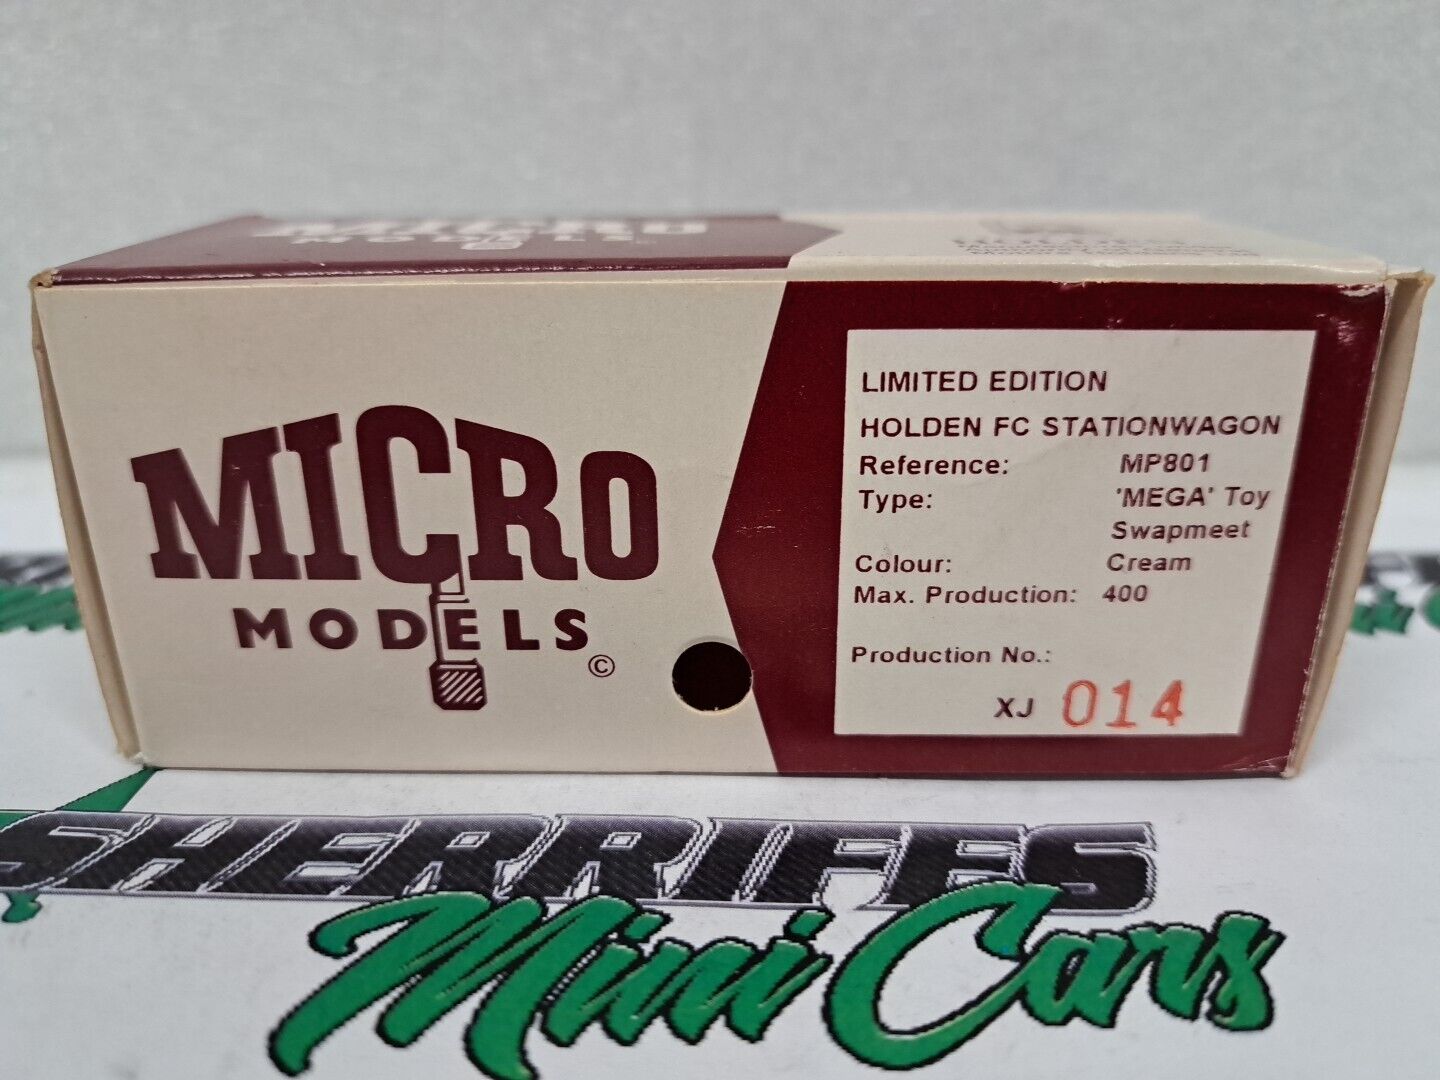 MICRO
MODELS
MICRO
MODELS
©
LIMITED EDITION
HOLDEN FC STATIONWAGON
Reference: MP801
Type: 'MEGA' Toy
Swapmeet
Colour: Cream
Max. Production: 400
Production No.:
XJ 014
SHERRIFFS
Mini Cars